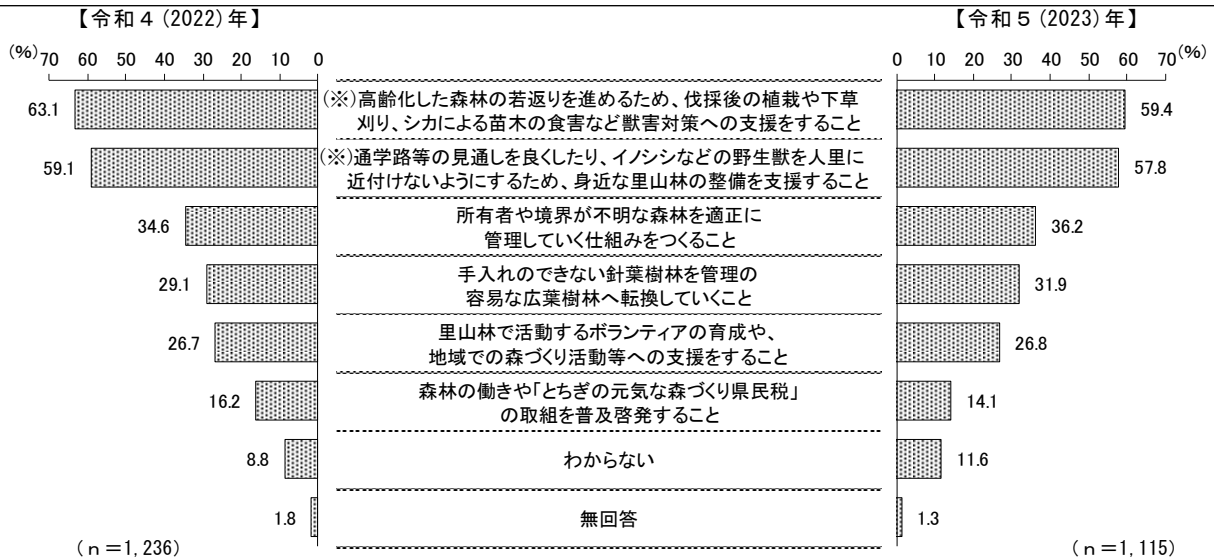 【令和４(2022)年】
【令和５(2023)年】
(%) 70 60 50 40 30 20 10 0
0 10 20 30 40 50 60 70 (%)
63.1
(※)高齢化した森林の若返りを進めるため、伐採後の植栽や下草
刈り、シカによる苗木の食害など獣害対策への支援をすること
59.4
59.1
(※)通学路等の見通しを良くしたり、イノシシなどの野生獣を人里に
近付けないようにするため、身近な里山林の整備を支援すること
57.8
34.6
所有者や境界が不明な森林を適正に
管理していく仕組みをつくること
36.2
29.1
手入れのできない針葉樹林を管理の
容易な広葉樹林へ転換していくこと
31.9
26.7
里山林で活動するボランティアの育成や、
地域での森づくり活動等への支援をすること
26.8
16.2
森林の働きや「とちぎの元気な森づくり県民税」
の取組を普及啓発すること
14.1
8.8
わからない
11.6
1.8
無回答
1.3
(ｎ＝1,236)
(ｎ＝1,115)